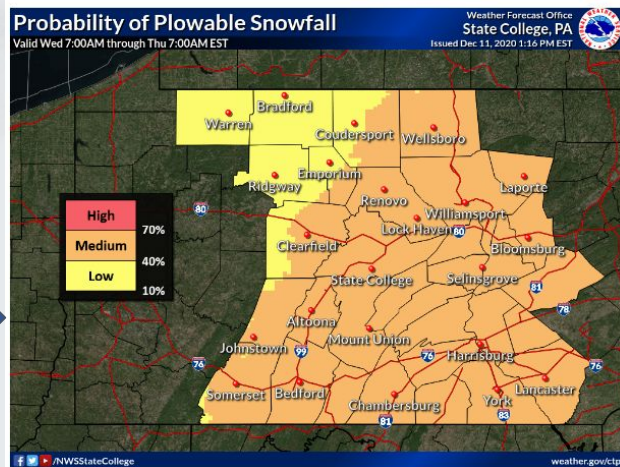 Probability of Plowable Snowfall
Valid Wed 7:00AM through Thu 7:00AM EST
Weather Forecast Office
State College, PA
Issued Dec 11, 2020 1:16 PM EST
Bradford
Warren
Coudersport
Wellsboro
Emporium
Ridgway
Laporte
Renovo
Williamsport
80
High
70%
Medium
40%
Low
10%
Lock Haven
80
Clearfield
Bloomsburg
State College
Selinsgrove
81
78
Altoona
Mount Union
Johnstown
99
76
76
Harrisburg
76
Somerset
Bedford
Chambersburg
York
Lancaster
81
83
/NWSStateCollege
weather.gov/ctp